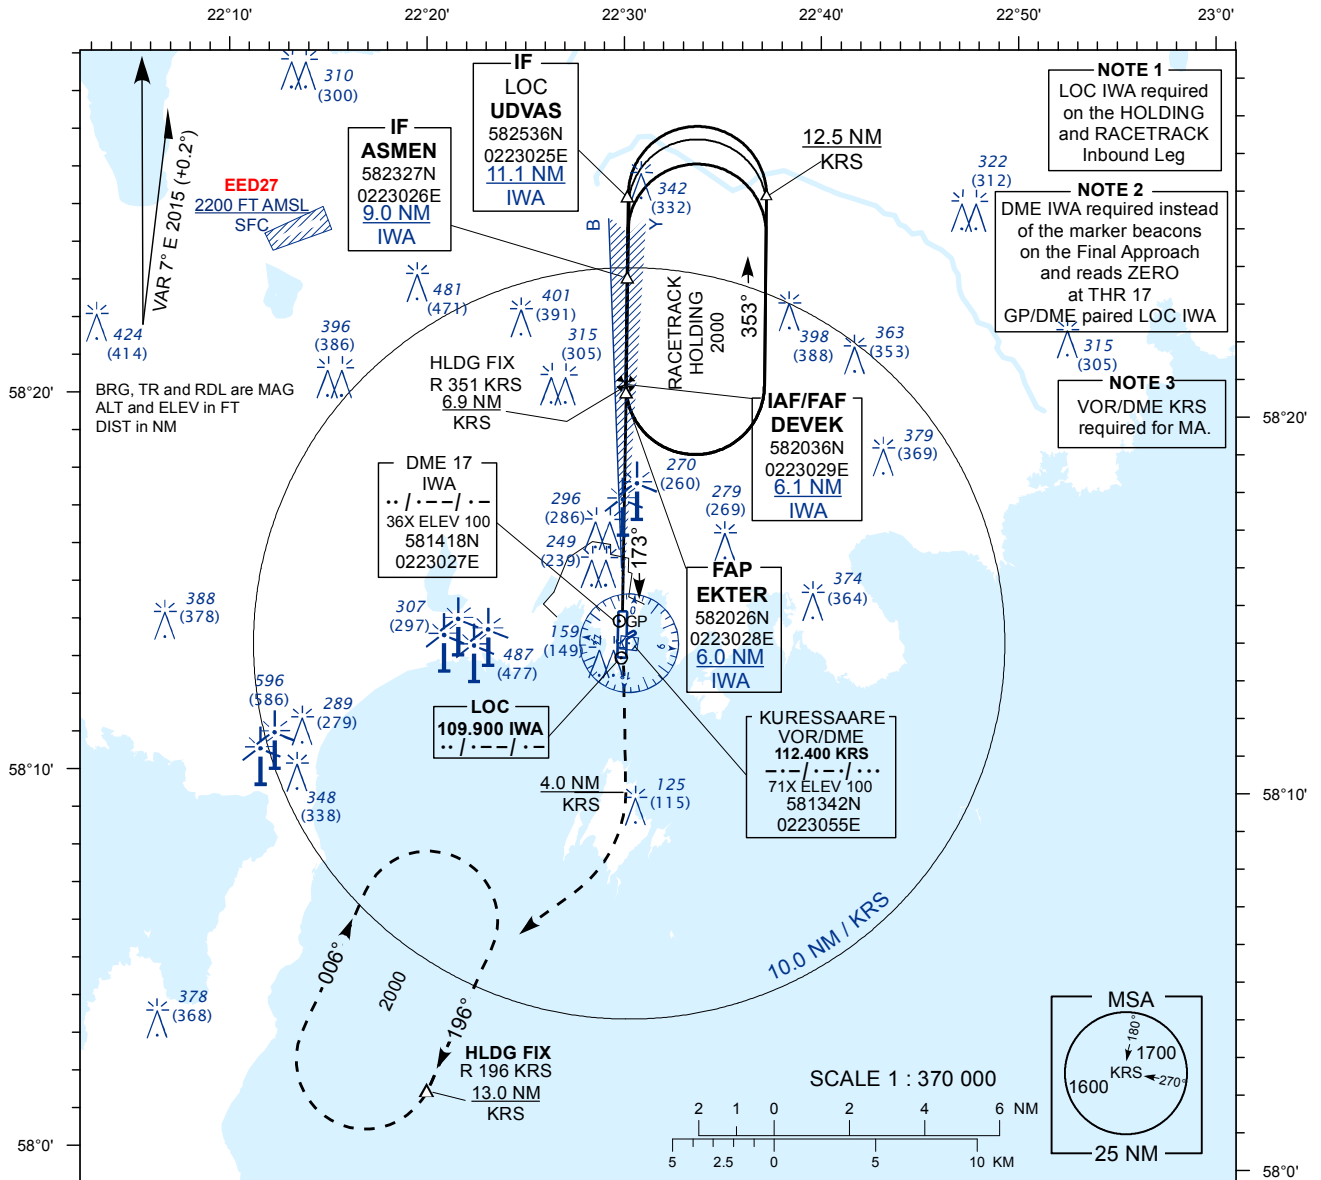 22°10' 22°20' 22°30' 22°40' 22°50' 23°0'
310
(300)
IF
LOC
UDVAS
582536N
0223025E
11.1 NM
IWA
IF
ASMEN
582327N
0223026E
9.0 NM
IWA
12.5 NM
KRS
NOTE 1
LOC IWA required
on the HOLDING
and RACETRACK
Inbound Leg
322
(312)
NOTE 2
DME IWA required instead
of the marker beacons
on the Final Approach
and reads ZERO
at THR 17
GP/DME paired LOC IWA
VAR 7° E 2015 (+0.2°)
EED27
2200 FT AMSL
SFC
342
(332)
B
Y
481
(471)
401
(391)
315
(305)
424
(414)
396
(386)
RACETRACK
HOLDING
2000
353°
398
(388)
363
(353)
315
(305)
HLDG FIX
R 351 KRS
6.9 NM
KRS
BRG, TR and RDL are MAG
ALT and ELEV in FT
DIST in NM
58°20'
58°20'
NOTE 3
VOR/DME KRS
required for MA.
IAF/FAF
DEVEK
582036N
0223029E
6.1 NM
IWA
379
(369)
DME 17
IWA
··/·−−/·−
36X ELEV 100
581418N
0223027E
270
(260)
296
(286)
249
(239)
279
(269)
173°
FAP
EKTER
582026N
0223028E
6.0 NM
IWA
374
(364)
388
(378)
307
(297)
487
(477)
159
(149)
GP
596
(586)
289
(279)
348
(338)
LOC
109.900 IWA
··/·−−/·−
KURESSAARE
VOR/DME
112.400 KRS
−·−/·−·/···
71X ELEV 100
581342N
0223055E
58°10'
58°10'
4.0 NM
KRS
125
(115)
10.0 NM / KRS
006°
2000
196°
378
(368)
HLDG FIX
R 196 KRS
13.0 NM
KRS
MSA
180°
1700
KRS
270°
1600
25 NM
SCALE 1 : 370 000
2 1 0 2 4 6 NM
5 2.5 0 5 10 KM
58°0'
58°0'